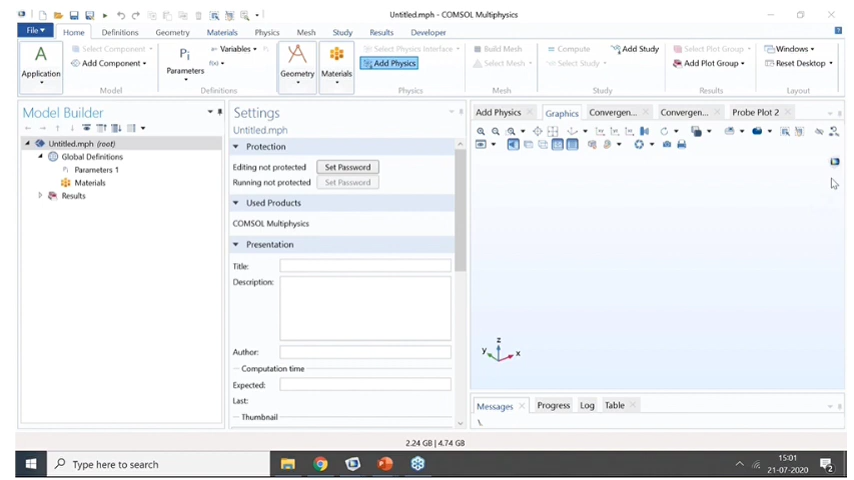 Untitled.mph - COMSOL Multiphysics
File Home Definitions Geometry Materials Physics Mesh Study Results Developer
A Pi Select Component Variables Select Physics Interface Build Mesh Compute Add Study Select Plot Group Windows
Application Add Component Parameters f(x) Geometry Materials Add Physics Select Mesh Select Study Add Plot Group Reset Desktop
Model Definitions Physics Mesh Study Results Layout
Model Builder
Untitled.mph (root)
Global Definitions
Pi Parameters 1
Materials
Results
Settings
Untitled.mph
Protection
Editing not protected Set Password
Running not protected Set Password
Used Products
COMSOL Multiphysics
Presentation
Title:
Description:
Author:
Computation time
Expected:
Last:
Thumbnail
Add Physics Graphics Convergen... Convergen... Probe Plot 2
z
y x
Messages Progress Log Table
2.24 GB | 4.74 GB
Type here to search
15:01
21-07-2020
2